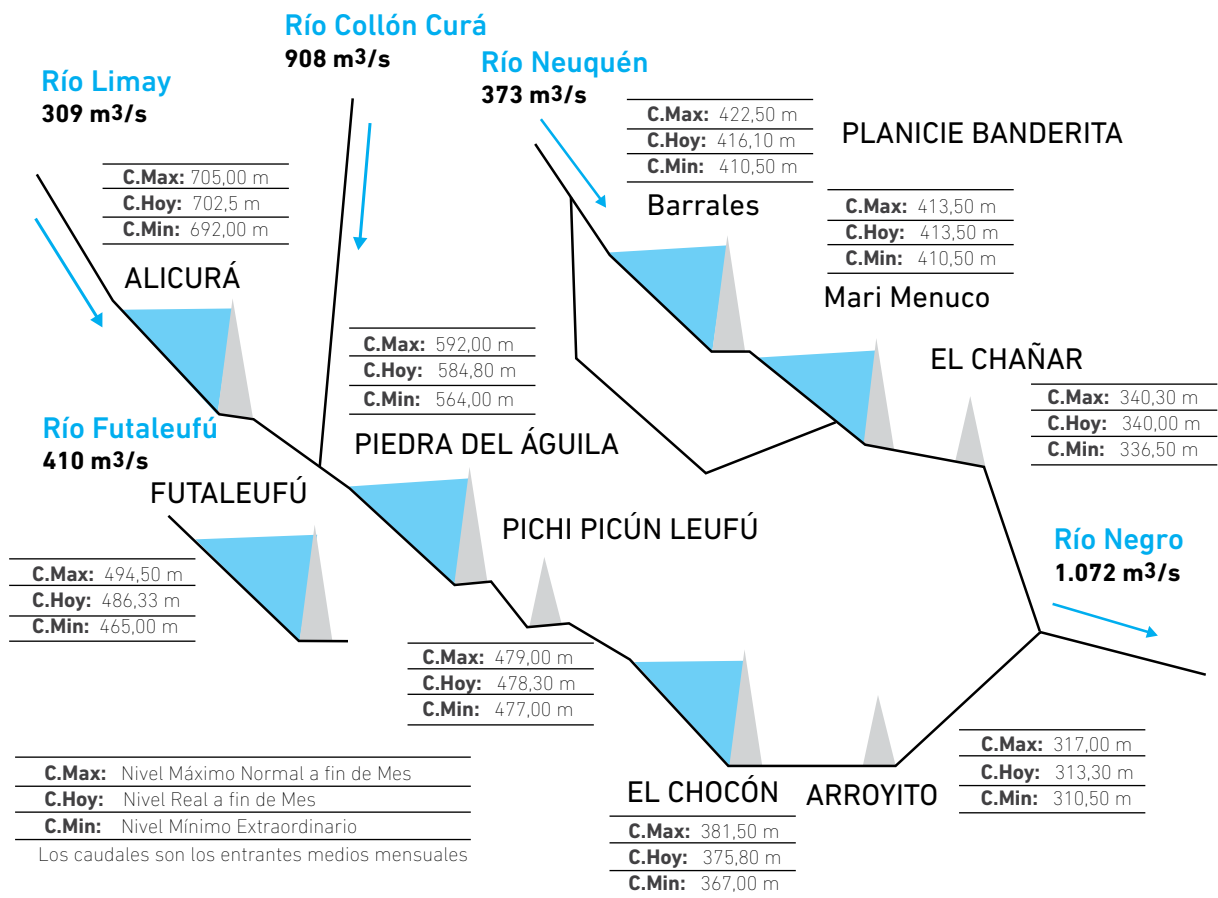 Río Collón Curá
908 m3/s
Río Limay
309 m3/s
Río Neuquén
373 m3/s
C.Max: 422,50 m
C.Hoy: 416,10 m
C.Min: 410,50 m
Barrales
PLANICIE BANDERITA
C.Max: 705,00 m
C.Hoy: 702,5 m
C.Min: 692,00 m
ALICURÁ
C.Max: 413,50 m
C.Hoy: 413,50 m
C.Min: 410,50 m
Mari Menuco
C.Max: 592,00 m
C.Hoy: 584,80 m
C.Min: 564,00 m
PIEDRA DEL ÁGUILA
EL CHAÑAR
C.Max: 340,30 m
C.Hoy: 340,00 m
C.Min: 336,50 m
Río Futaleufú
410 m3/s
FUTALEUFÚ
C.Max: 494,50 m
C.Hoy: 486,33 m
C.Min: 465,00 m
PICHI PICÚN LEUFÚ
C.Max: 479,00 m
C.Hoy: 478,30 m
C.Min: 477,00 m
Río Negro
1.072 m3/s
EL CHOCÓN
C.Max: 381,50 m
C.Hoy: 375,80 m
C.Min: 367,00 m
ARROYITO
C.Max: 317,00 m
C.Hoy: 313,30 m
C.Min: 310,50 m
C.Max: Nivel Máximo Normal a fin de Mes
C.Hoy: Nivel Real a fin de Mes
C.Min: Nivel Mínimo Extraordinario
Los caudales son los entrantes medios mensuales